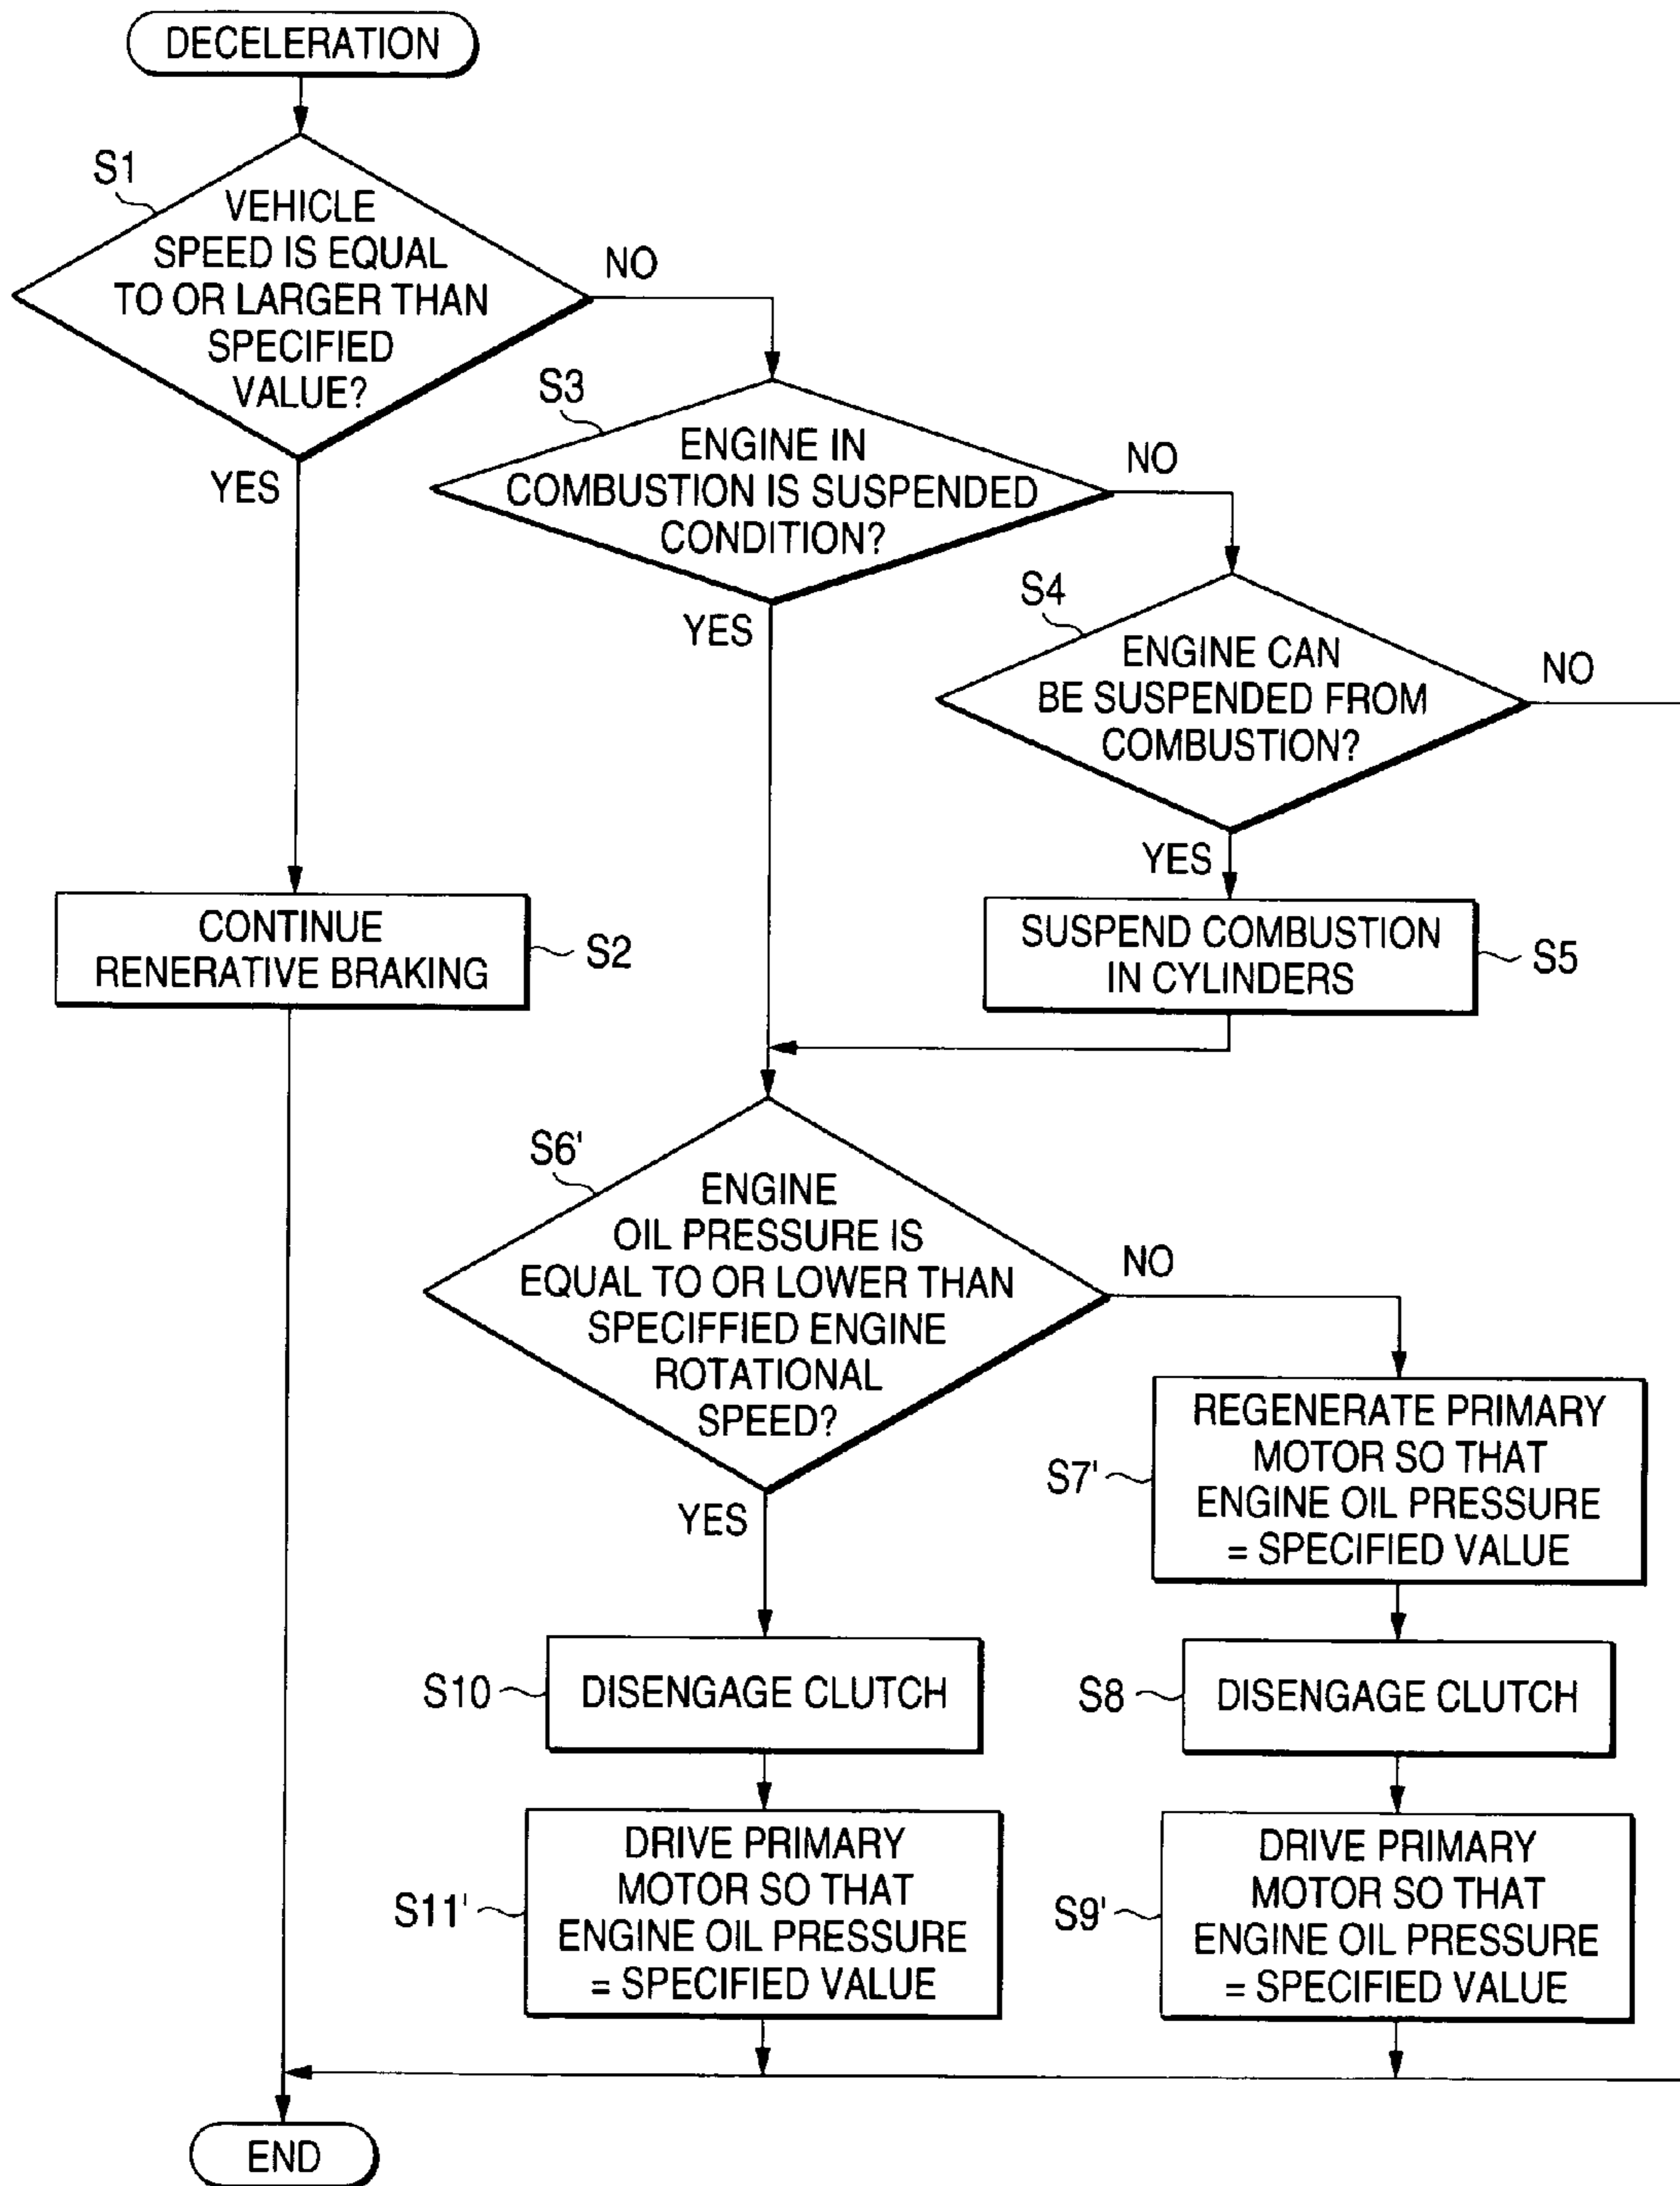 DECELERATION
S1
VEHICLE
SPEED IS EQUAL
TO OR LARGER THAN
SPECIFIED
VALUE?
NO
YES
S3
ENGINE IN
COMBUSTION IS SUSPENDED
CONDITION?
NO
YES
S4
ENGINE CAN
BE SUSPENDED FROM
COMBUSTION?
NO
YES
CONTINUE
RENERATIVE BRAKING
S2
SUSPEND COMBUSTION
IN CYLINDERS
S5
S6'
ENGINE
OIL PRESSURE IS
EQUAL TO OR LOWER THAN
SPECIFFIED ENGINE
ROTATIONAL
SPEED?
NO
YES
S7'
REGENERATE PRIMARY
MOTOR SO THAT
ENGINE OIL PRESSURE
= SPECIFIED VALUE
S10
DISENGAGE CLUTCH
S8
DISENGAGE CLUTCH
S11'
DRIVE PRIMARY
MOTOR SO THAT
ENGINE OIL PRESSURE
= SPECIFIED VALUE
S9'
DRIVE PRIMARY
MOTOR SO THAT
ENGINE OIL PRESSURE
= SPECIFIED VALUE
END